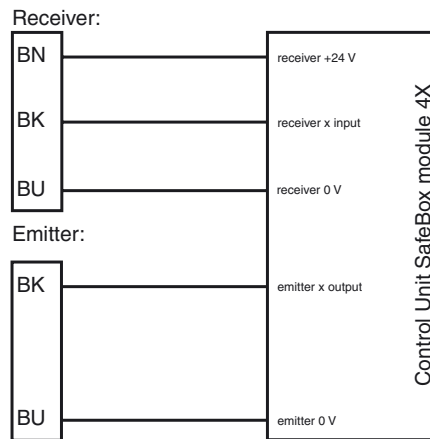 Receiver:
BN
receiver +24 V
BK
receiver x input
BU
receiver 0 V
Emitter:
BK
emitter x output
BU
emitter 0 V
Control Unit SafeBox module 4X